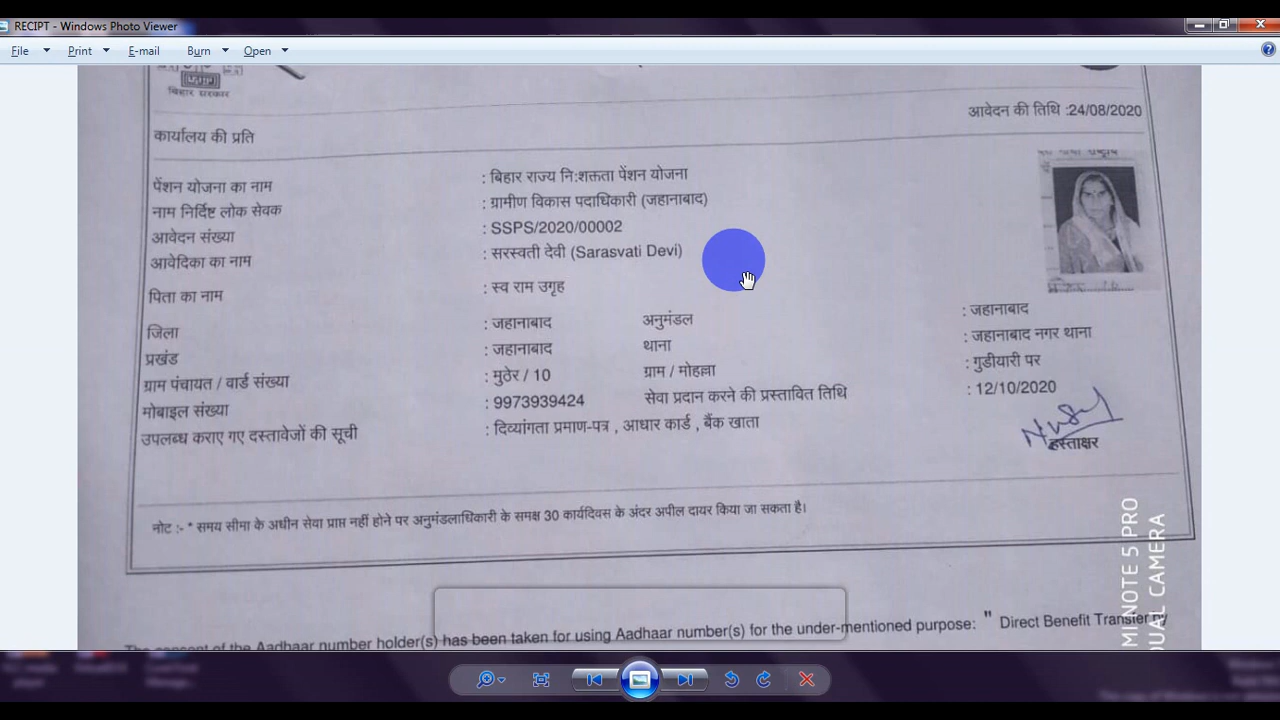 RECIPT - Windows Photo Viewer
File Print E-mail Burn Open
बिहार सरकार
आवेदन की तिथि :24/08/2020
कार्यालय की प्रति
पेंशन योजना का नाम : बिहार राज्य नि:शक्तता पेंशन योजना
नाम निर्दिष्ट लोक सेवक : ग्रामीण विकास पदाधिकारी (जहानाबाद)
आवेदन संख्या : SSPS/2020/00002
आवेदिका का नाम : सरस्वती देवी (Sarasvati Devi)
पिता का नाम : स्व राम उगृह
जिला : जहानाबाद अनुमंडल : जहानाबाद
प्रखंड : जहानाबाद थाना : जहानाबाद नगर थाना
ग्राम पंचायत / वार्ड संख्या : मुठेर / 10 ग्राम / मोहल्ला : गुडीयारी पर
मोबाइल संख्या : 9973939424 सेवा प्रदान करने की प्रस्तावित तिथि : 12/10/2020
उपलब्ध कराए गए दस्तावेजों की सूची : दिव्यांगता प्रमाण-पत्र , आधार कार्ड , बैंक खाता
हस्ताक्षर
नोट :- * समय सीमा के अधीन सेवा प्राप्त नहीं होने पर अनुमंडलाधिकारी के समक्ष 30 कार्यदिवस के अंदर अपील दायर किया जा सकता है।
The consent of the Aadhaar number holder(s) has been taken for using Aadhaar number(s) for the under-mentioned purpose: " Direct Benefit Transfer
MI NOTE 5 PRO
DUAL CAMERA